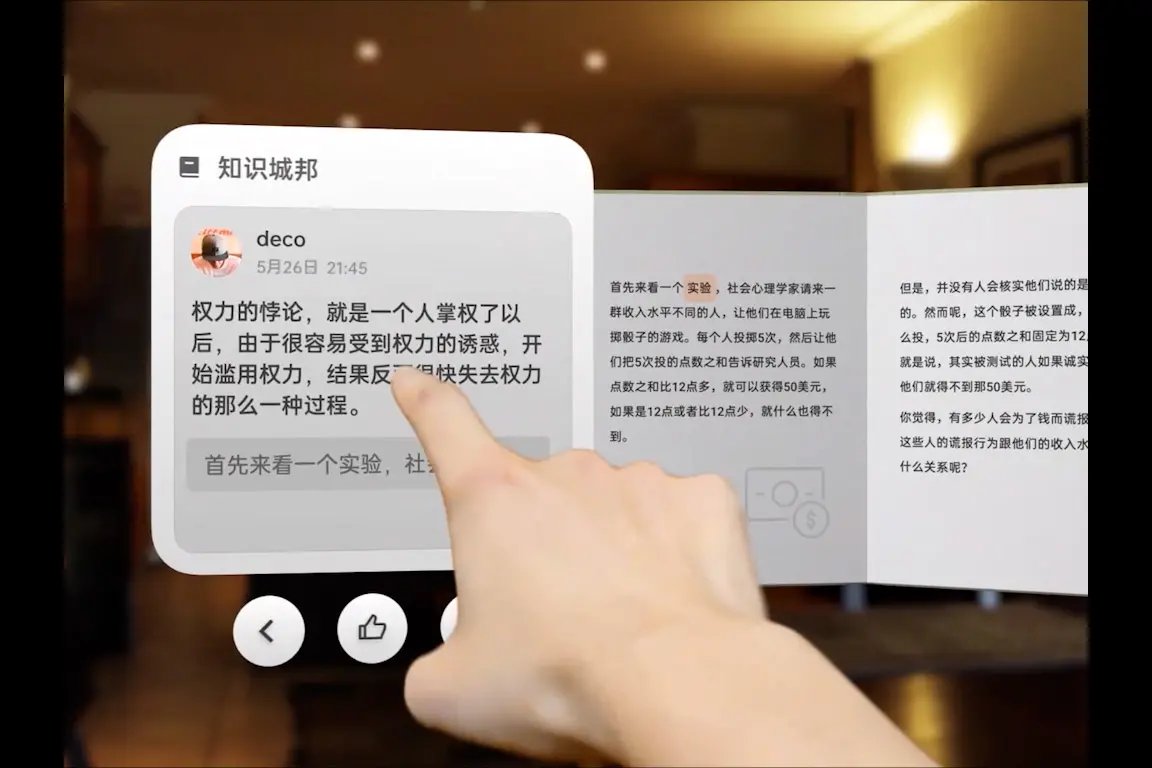 知识城邦
deco
5月26日 21:45
权力的悖论，就是一个人掌权了以
后，由于很容易受到权力的诱惑，开
始滥用权力，结果反 很快失去权力
的那么一种过程。
首先来看一个实验，社
首先来看一个实验，社会心理学家请来一
群收入水平不同的人，让他们在电脑上玩
掷骰子的游戏。每个人投掷5次，然后让他
们把5次投的点数之和告诉研究人员。如果
点数之和比12点多，就可以获得50美元，
如果是12点或者比12点少，就什么也得不
到。
$
但是，并没有人会核实他们说的是
的。然而呢，这个骰子被设置成，
么投，5次后的点数之和固定为12
就是说，其实被测试的人如果诚实
他们就得不到那50美元。
你觉得，有多少人会为了钱而谎报
这些人的谎报行为跟他们的收入水
什么关系呢？